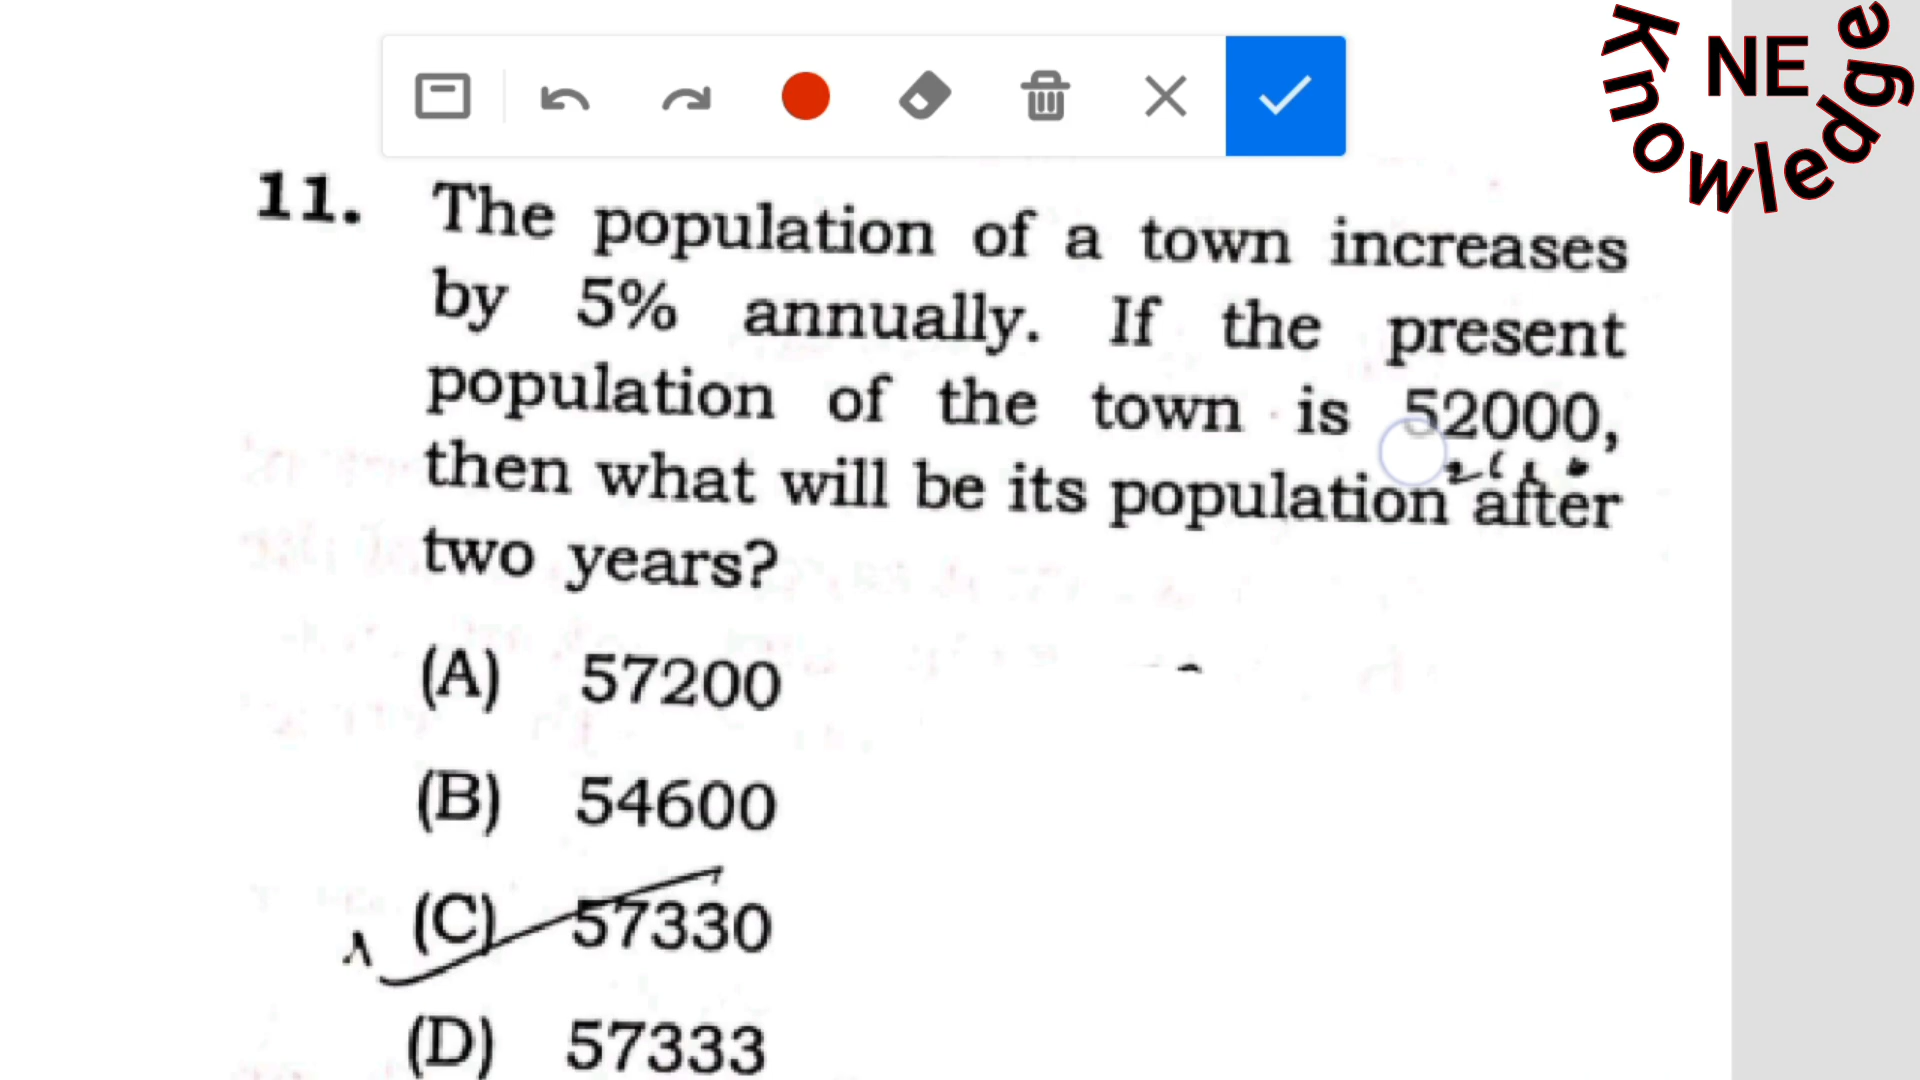 NE
Knowledge
11. The population of a town increases
by 5% annually. If the present
population of the town is 52000,
then what will be its population after
two years?
(A) 57200
(B) 54600
(C) 57330
(D) 57333